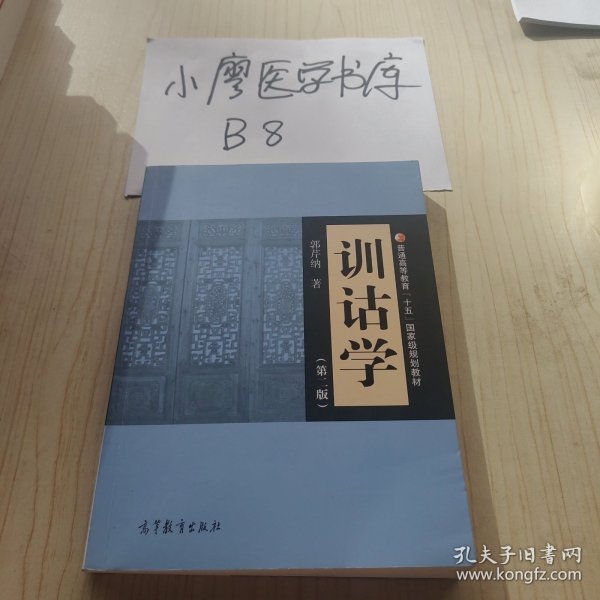 小廖医学书库
B8
普通高等教育「十五」国家级规划教材
训诂学
(第二版)
郭芹纳 著
高等教育出版社
孔夫子旧书网
www.kongfz.com